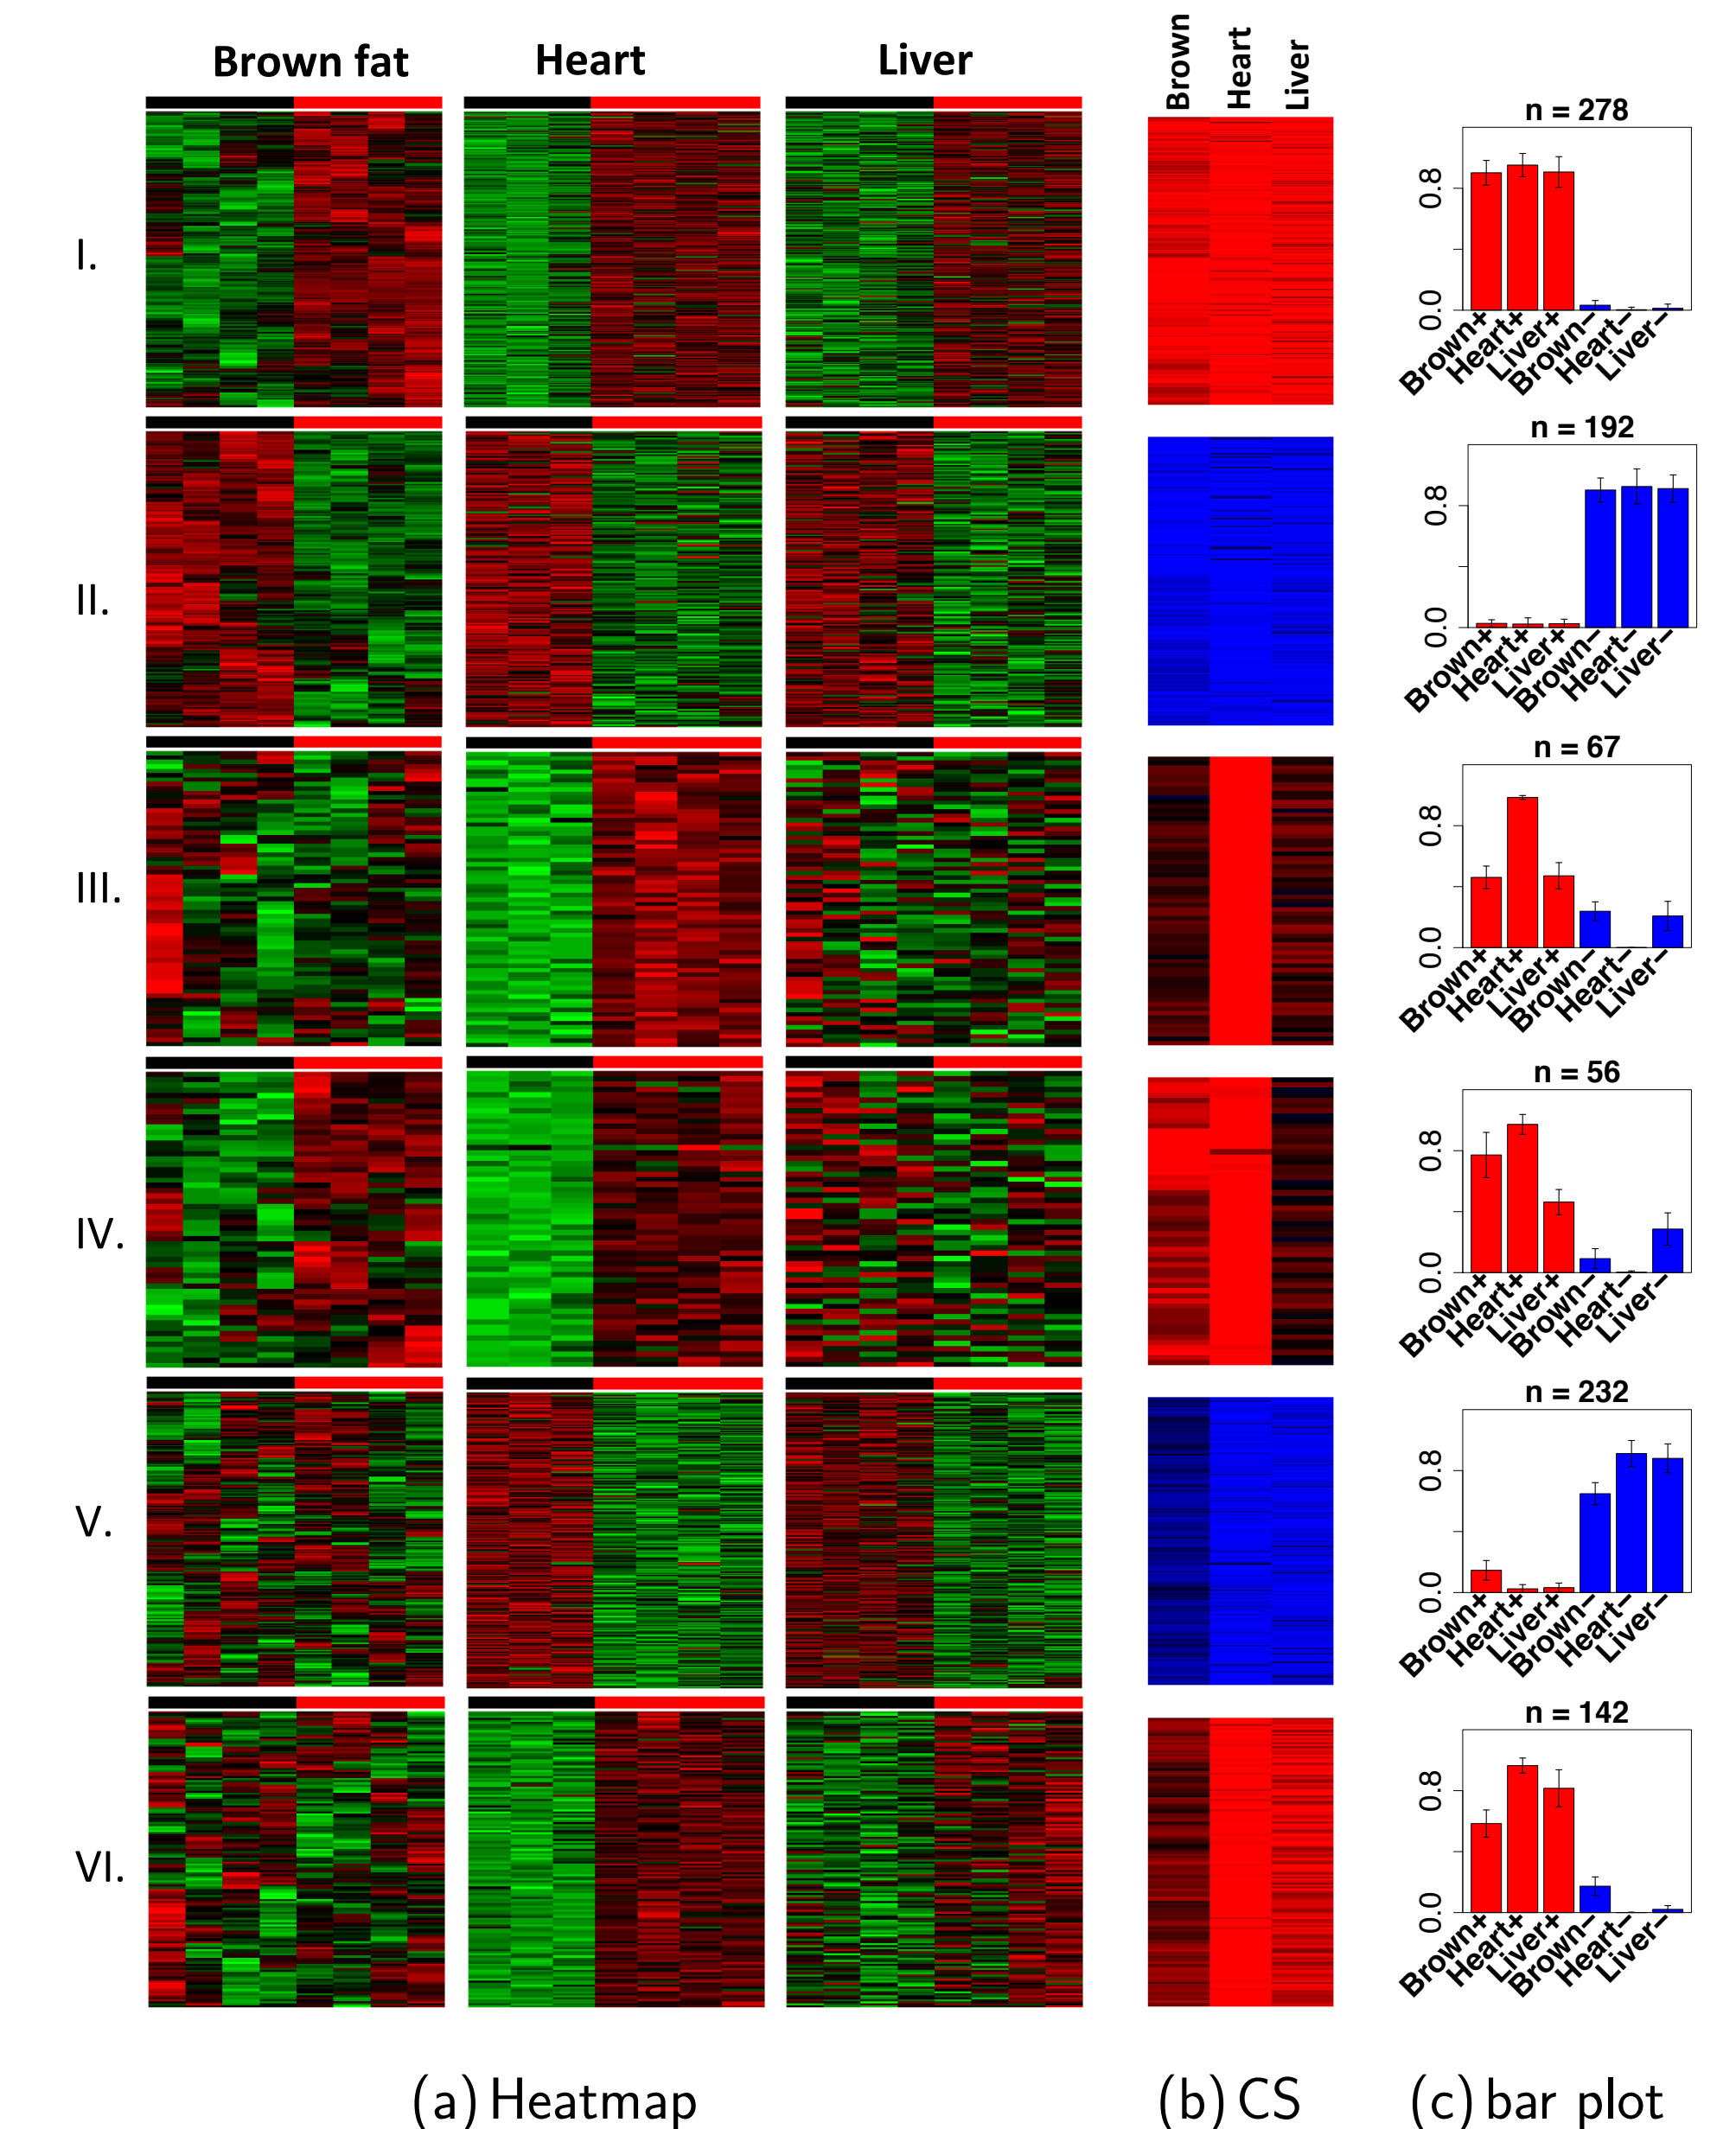 Brown fat Heart Liver Brown Heart Liver
I.
n = 278
0.8
0.0
Brown+ Heart+ Liver+ Brown− Heart− Liver−
II.
n = 192
0.8
0.0
Brown+ Heart+ Liver+ Brown− Heart− Liver−
III.
n = 67
0.8
0.0
Brown+ Heart+ Liver+ Brown− Heart− Liver−
IV.
n = 56
0.8
0.0
Brown+ Heart+ Liver+ Brown− Heart− Liver−
V.
n = 232
0.8
0.0
Brown+ Heart+ Liver+ Brown− Heart− Liver−
VI.
n = 142
0.8
0.0
Brown+ Heart+ Liver+ Brown− Heart− Liver−
(a) Heatmap (b) CS (c) bar plot